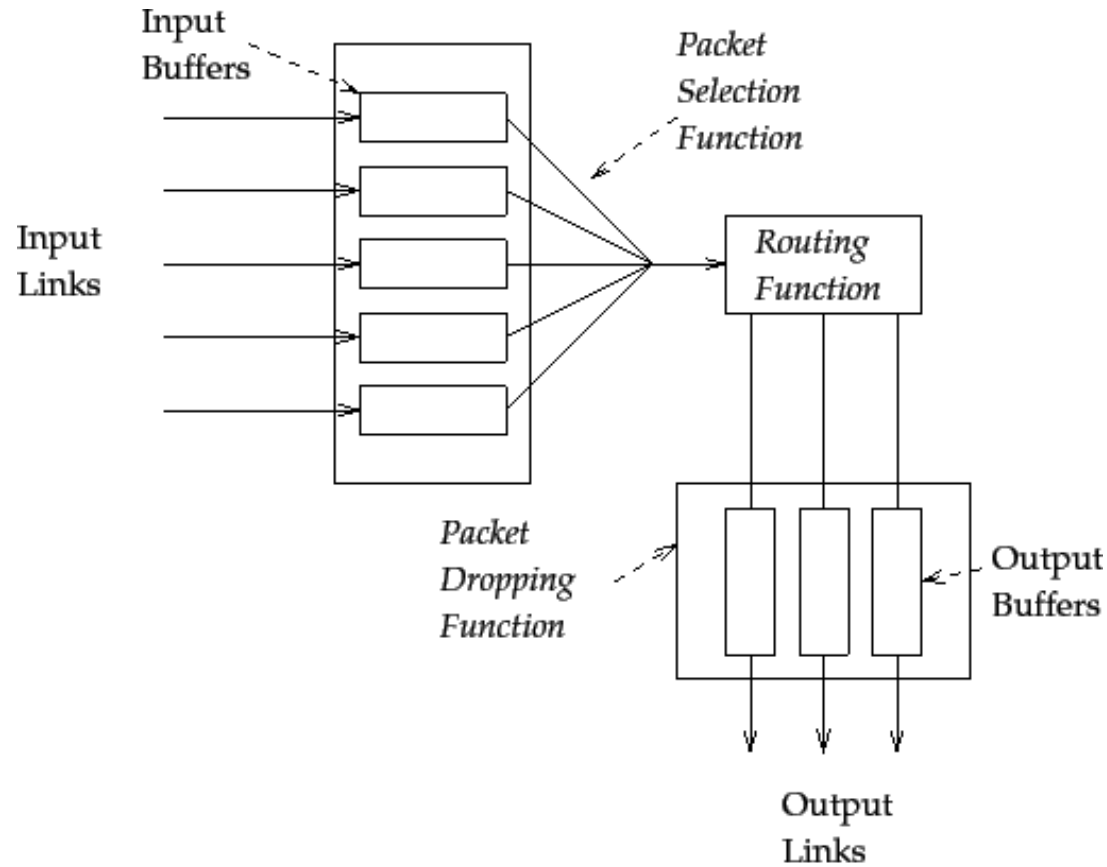 Input
Buffers
Packet
Selection
Function
Input
Links
Routing
Function
Packet
Dropping
Function
Output
Buffers
Output
Links